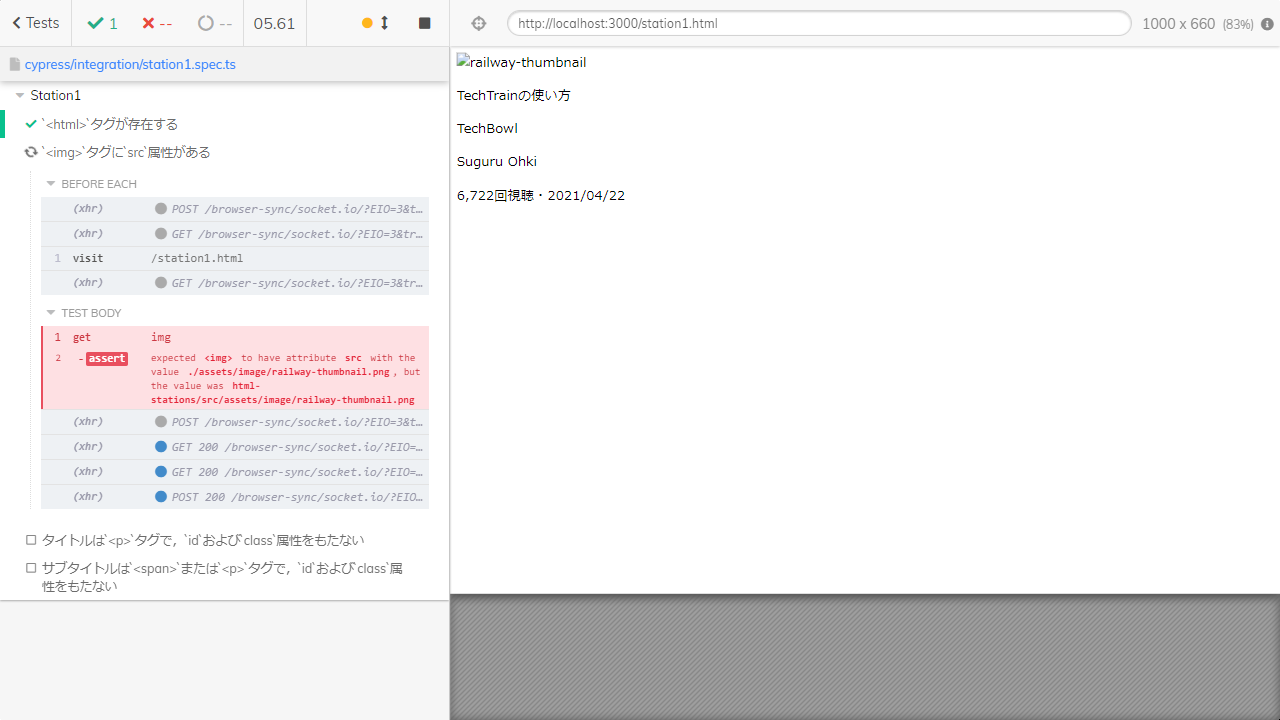 Tests
1
--
--
05.61
http://localhost:3000/station1.html
1000 x 660 (83%)
cypress/integration/station1.spec.ts
Station1
`<html>`タグが存在する
`<img>`タグに`src`属性がある
BEFORE EACH
(xhr) POST /browser-sync/socket.io/?EIO=3&t…
(xhr) GET /browser-sync/socket.io/?EIO=3&tr…
1 visit /station1.html
(xhr) GET /browser-sync/socket.io/?EIO=3&tr…
TEST BODY
1 get img
2 -assert expected <img> to have attribute src with the
value ./assets/image/railway-thumbnail.png, but
the value was html-
stations/src/assets/image/railway-thumbnail.png
(xhr) POST /browser-sync/socket.io/?EIO=3&t…
(xhr) GET 200 /browser-sync/socket.io/?EIO=…
(xhr) GET 200 /browser-sync/socket.io/?EIO=…
(xhr) POST 200 /browser-sync/socket.io/?EIO…
タイトルは`<p>`タグで，`id`および`class`属性をもたない
サブタイトルは`<span>`または`<p>`タグで，`id`および`class`属
性をもたない
railway-thumbnail
TechTrainの使い方
TechBowl
Suguru Ohki
6,722回視聴・2021/04/22